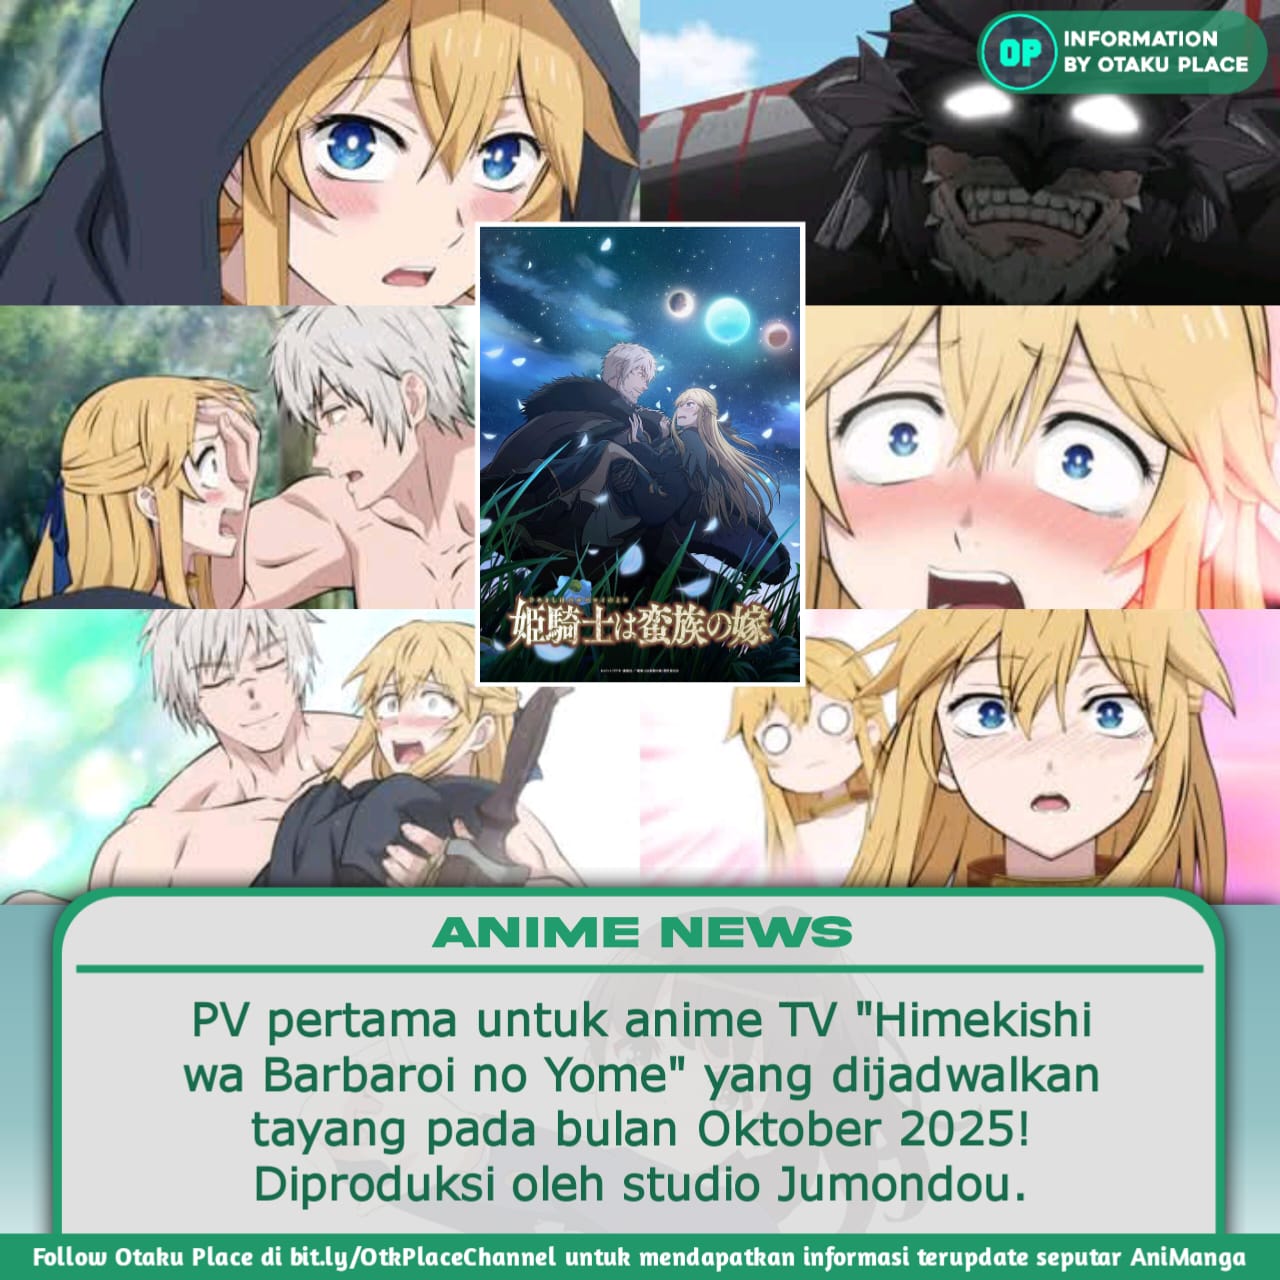 OP
INFORMATION
BY OTAKU PLACE
姫騎士は蛮族の嫁
ANIME NEWS
PV pertama untuk anime TV "Himekishi
wa Barbaroi no Yome" yang dijadwalkan
tayang pada bulan Oktober 2025!
Diproduksi oleh studio Jumondou.
Follow Otaku Place di bit.ly/OtkPlaceChannel untuk mendapatkan informasi terupdate seputar AniManga